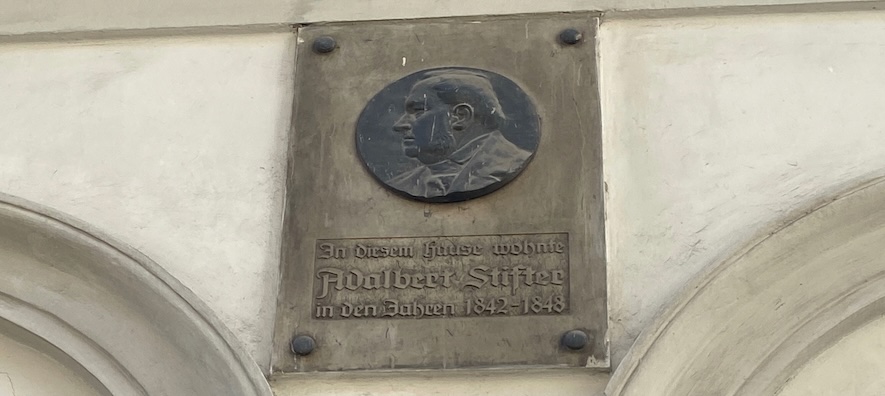 In diesem Hause wohnte
Adalbert Stifter
in den Jahren 1842-1848